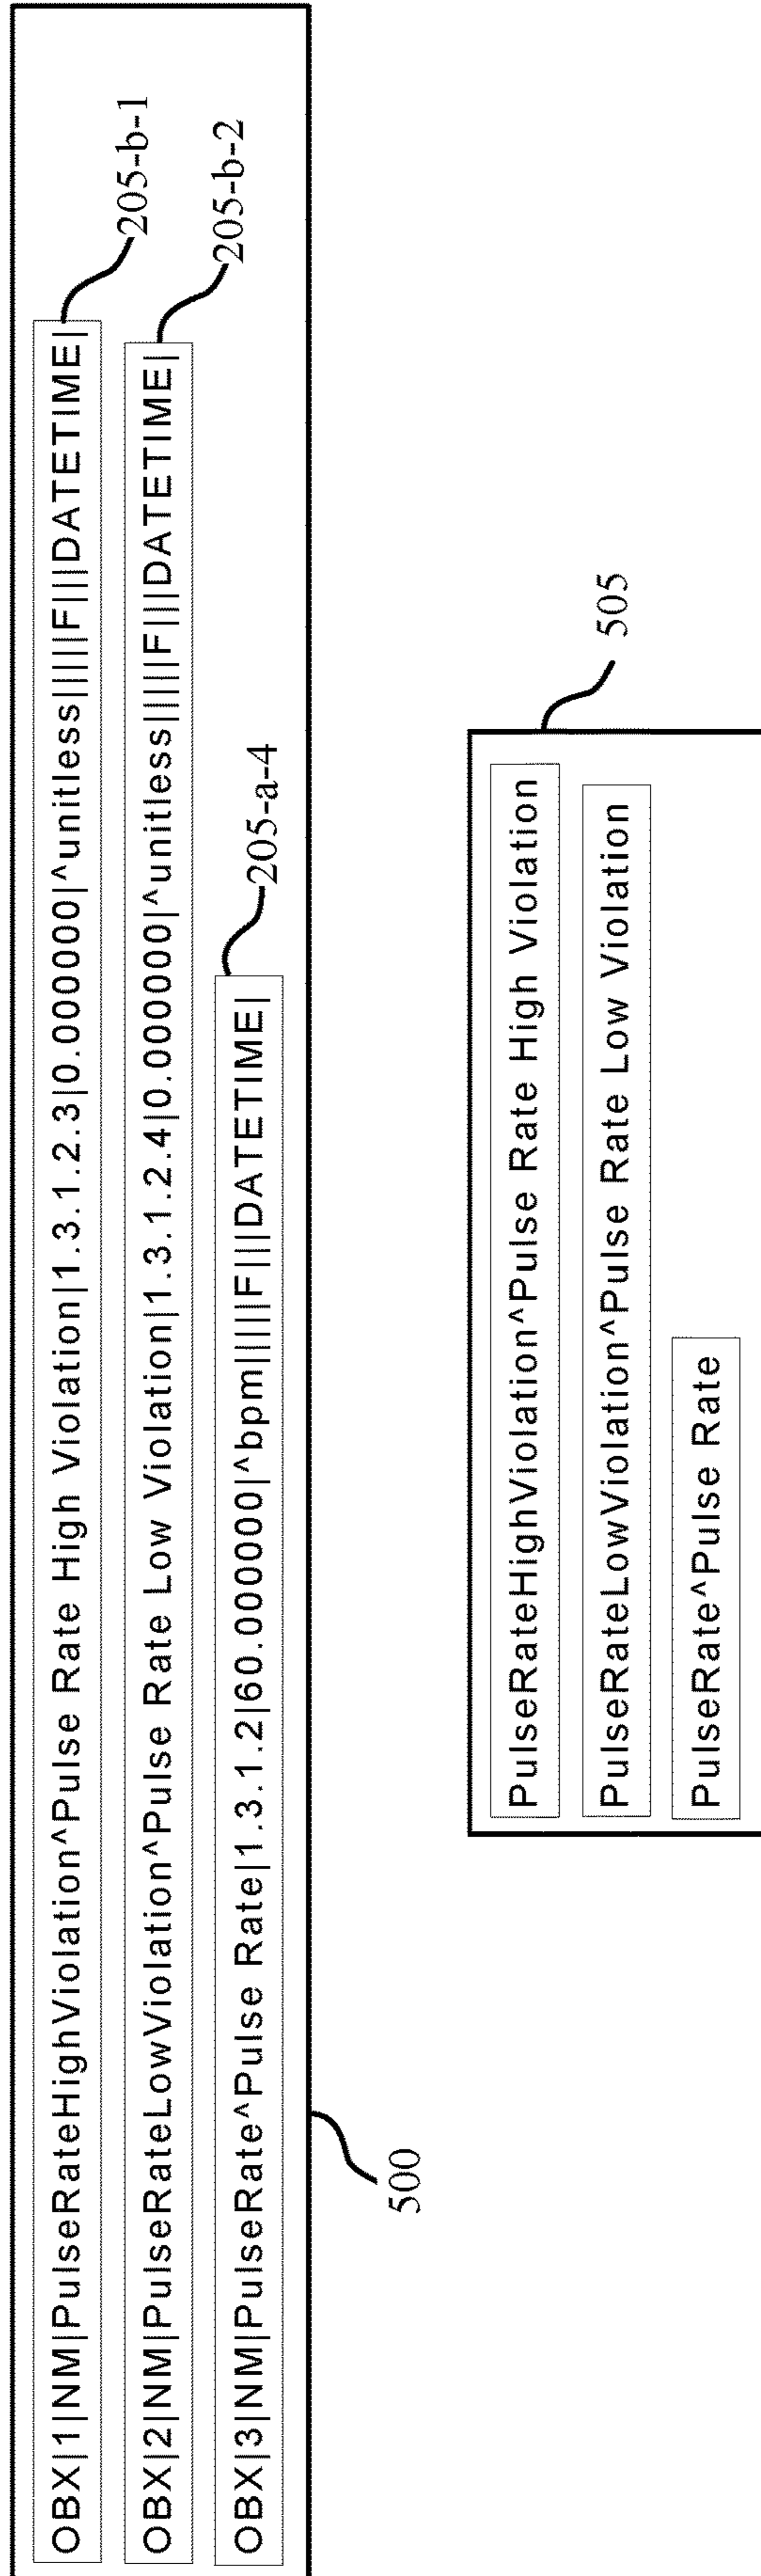 OBX|1|NM|PulseRateHighViolation^Pulse Rate High Violation|1.3.1.2.3|0.000000|^unitless|||||F|||DATETIME|
205-b-1
OBX|2|NM|PulseRateLowViolation^Pulse Rate Low Violation|1.3.1.2.4|0.000000|^unitless|||||F|||DATETIME|
205-b-2
OBX|3|NM|PulseRate^Pulse Rate|1.3.1.2|60.000000|^bpm|||||F|||DATETIME|
205-a-4
500
505
PulseRateHighViolation^Pulse Rate High Violation
PulseRateLowViolation^Pulse Rate Low Violation
PulseRate^Pulse Rate